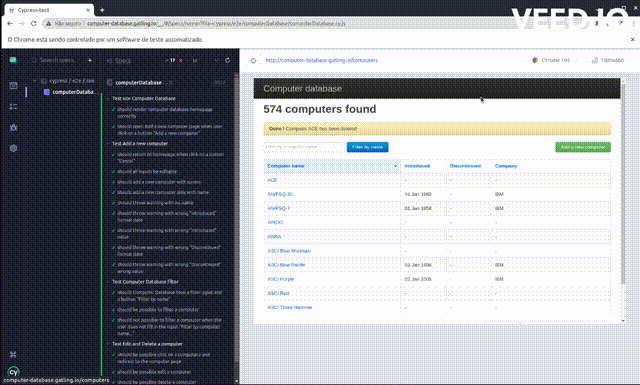 Cypress-test
VEED.IO
Não seguro
computer-database.gatling.io/__/#/specs/runner?file=cypress/e2e/computerDatabase/computerDatabase.cy.js
O Chrome está sendo controlado por um software de teste automatizado.
Search specs
cypress / e2e / com
computerDataba
Specs
17
computerDatabase
Test site Computer Database
should render computer database homepage correctly
should open Add a new computer page when user click on a button "Add a new computer"
Test Add a new computer
should return to homepage when click on a button "Cancel"
should all inputs be editable
should add a new computer with sucess
should add a new computer only with name
should throw warning with no name
should throw warning with wrong "Introduced" format date
should throw warning with wrong "Introduced" value
should throw warning with wrong "Discontinued" format date
should throw warning with wrong "Discontinued" wrong value
Test Computer Database Filter
should Computer Database have a filter input and a button "Filter by name"
should be possible to filter a computer
should not possible to filter a computer when the user does not fill in the input "Filter by computer name..."
Test Edit and Delete a computer
should be possible click on a computers and redirect to the computer page
should be possible edit a computer
should be possible delete a computer
cy
computer-database.gatling.io/computers
http://computer-database.gatling.io/computers
Chrome 105
Computer database
574 computers found
Done ! Computer ACE has been deleted
Filter by computer name
Filter by name
Add a new computer
Computer name Introduced Discontinued Company
ACE - - -
AN/FSQ-32 01 Jan 1960 - IBM
AN/FSQ-7 01 Jan 1958 - IBM
APEXC - - -
ARRA - - -
ASCI Blue Mountain - - -
ASCI Blue Pacific 01 Jan 1998 - IBM
ASCI Purple 01 Jan 2005 - IBM
ASCI Red - - -
ASCI Thors Hammer - - -